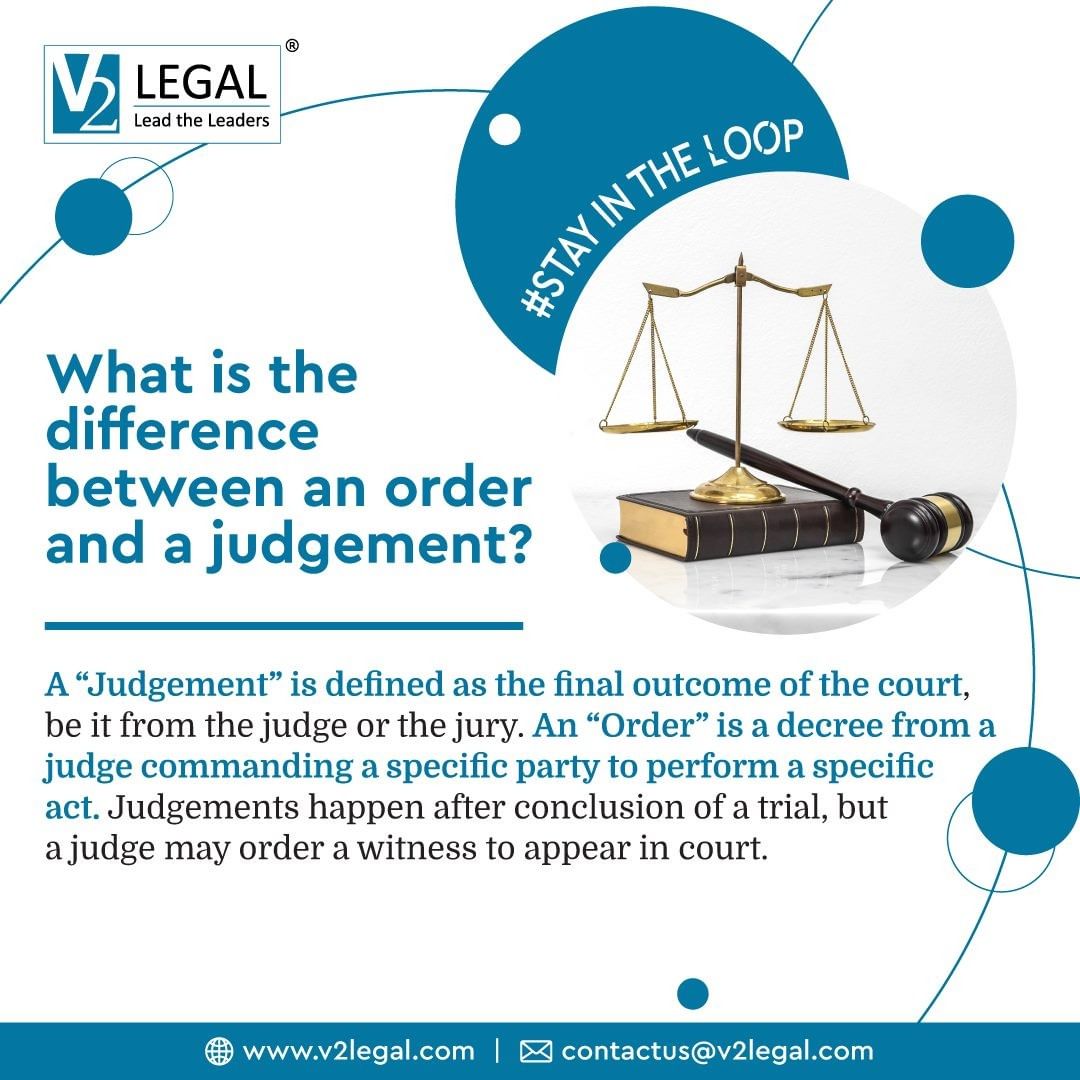 V2 LEGAL ®
Lead the Leaders
#STAY IN THE LOOP
What is the
difference
between an order
and a judgement?
A “Judgement” is defined as the final outcome of the court,
be it from the judge or the jury. An “Order” is a decree from a
judge commanding a specific party to perform a specific
act. Judgements happen after conclusion of a trial, but
a judge may order a witness to appear in court.
www.v2legal.com | contactus@v2legal.com